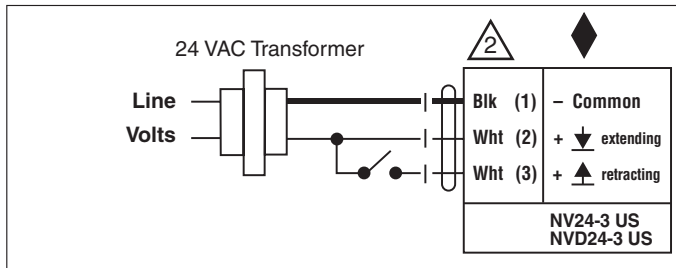 24 VAC Transformer
2
Line
Volts
Blk (1) – Common
Wht (2) + extending
Wht (3) + retracting
NV24-3 US
NVD24-3 US